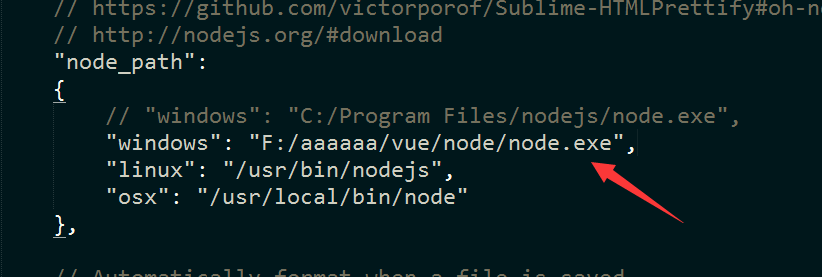 // https://github.com/victorporof/Sublime-HTMLPrettify#oh-n
// http://nodejs.org/#download
"node_path":
{
// "windows": "C:/Program Files/nodejs/node.exe",
"windows": "F:/aaaaaa/vue/node/node.exe",
"linux": "/usr/bin/nodejs",
"osx": "/usr/local/bin/node"
},
// Automatically format when a file is saved